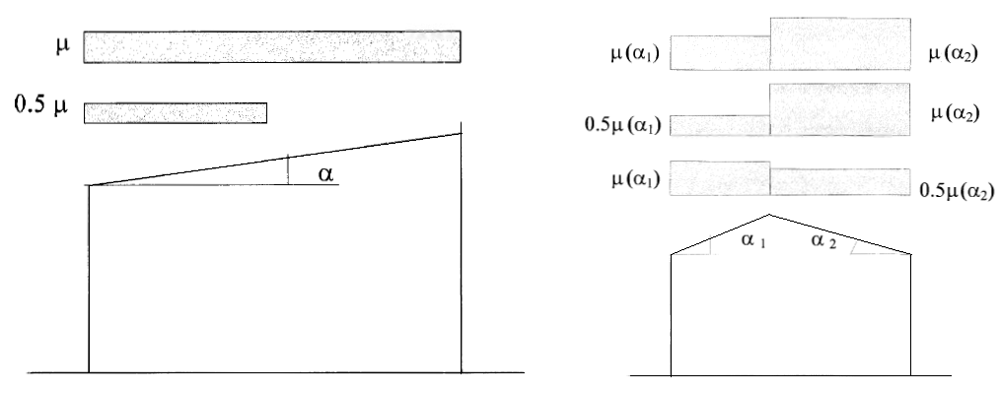 μ
0.5 μ
α
μ(α₁) μ(α₂)
0.5μ(α₁) μ(α₂)
μ(α₁) 0.5μ(α₂)
α ₁ α ₂